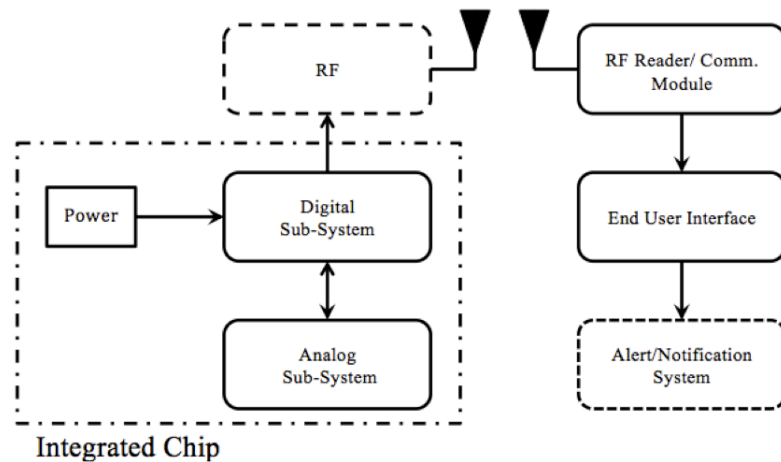 RF
RF Reader/ Comm.
Module
Power
Digital
Sub-System
End User Interface
Analog
Sub-System
Alert/Notification
System
Integrated Chip